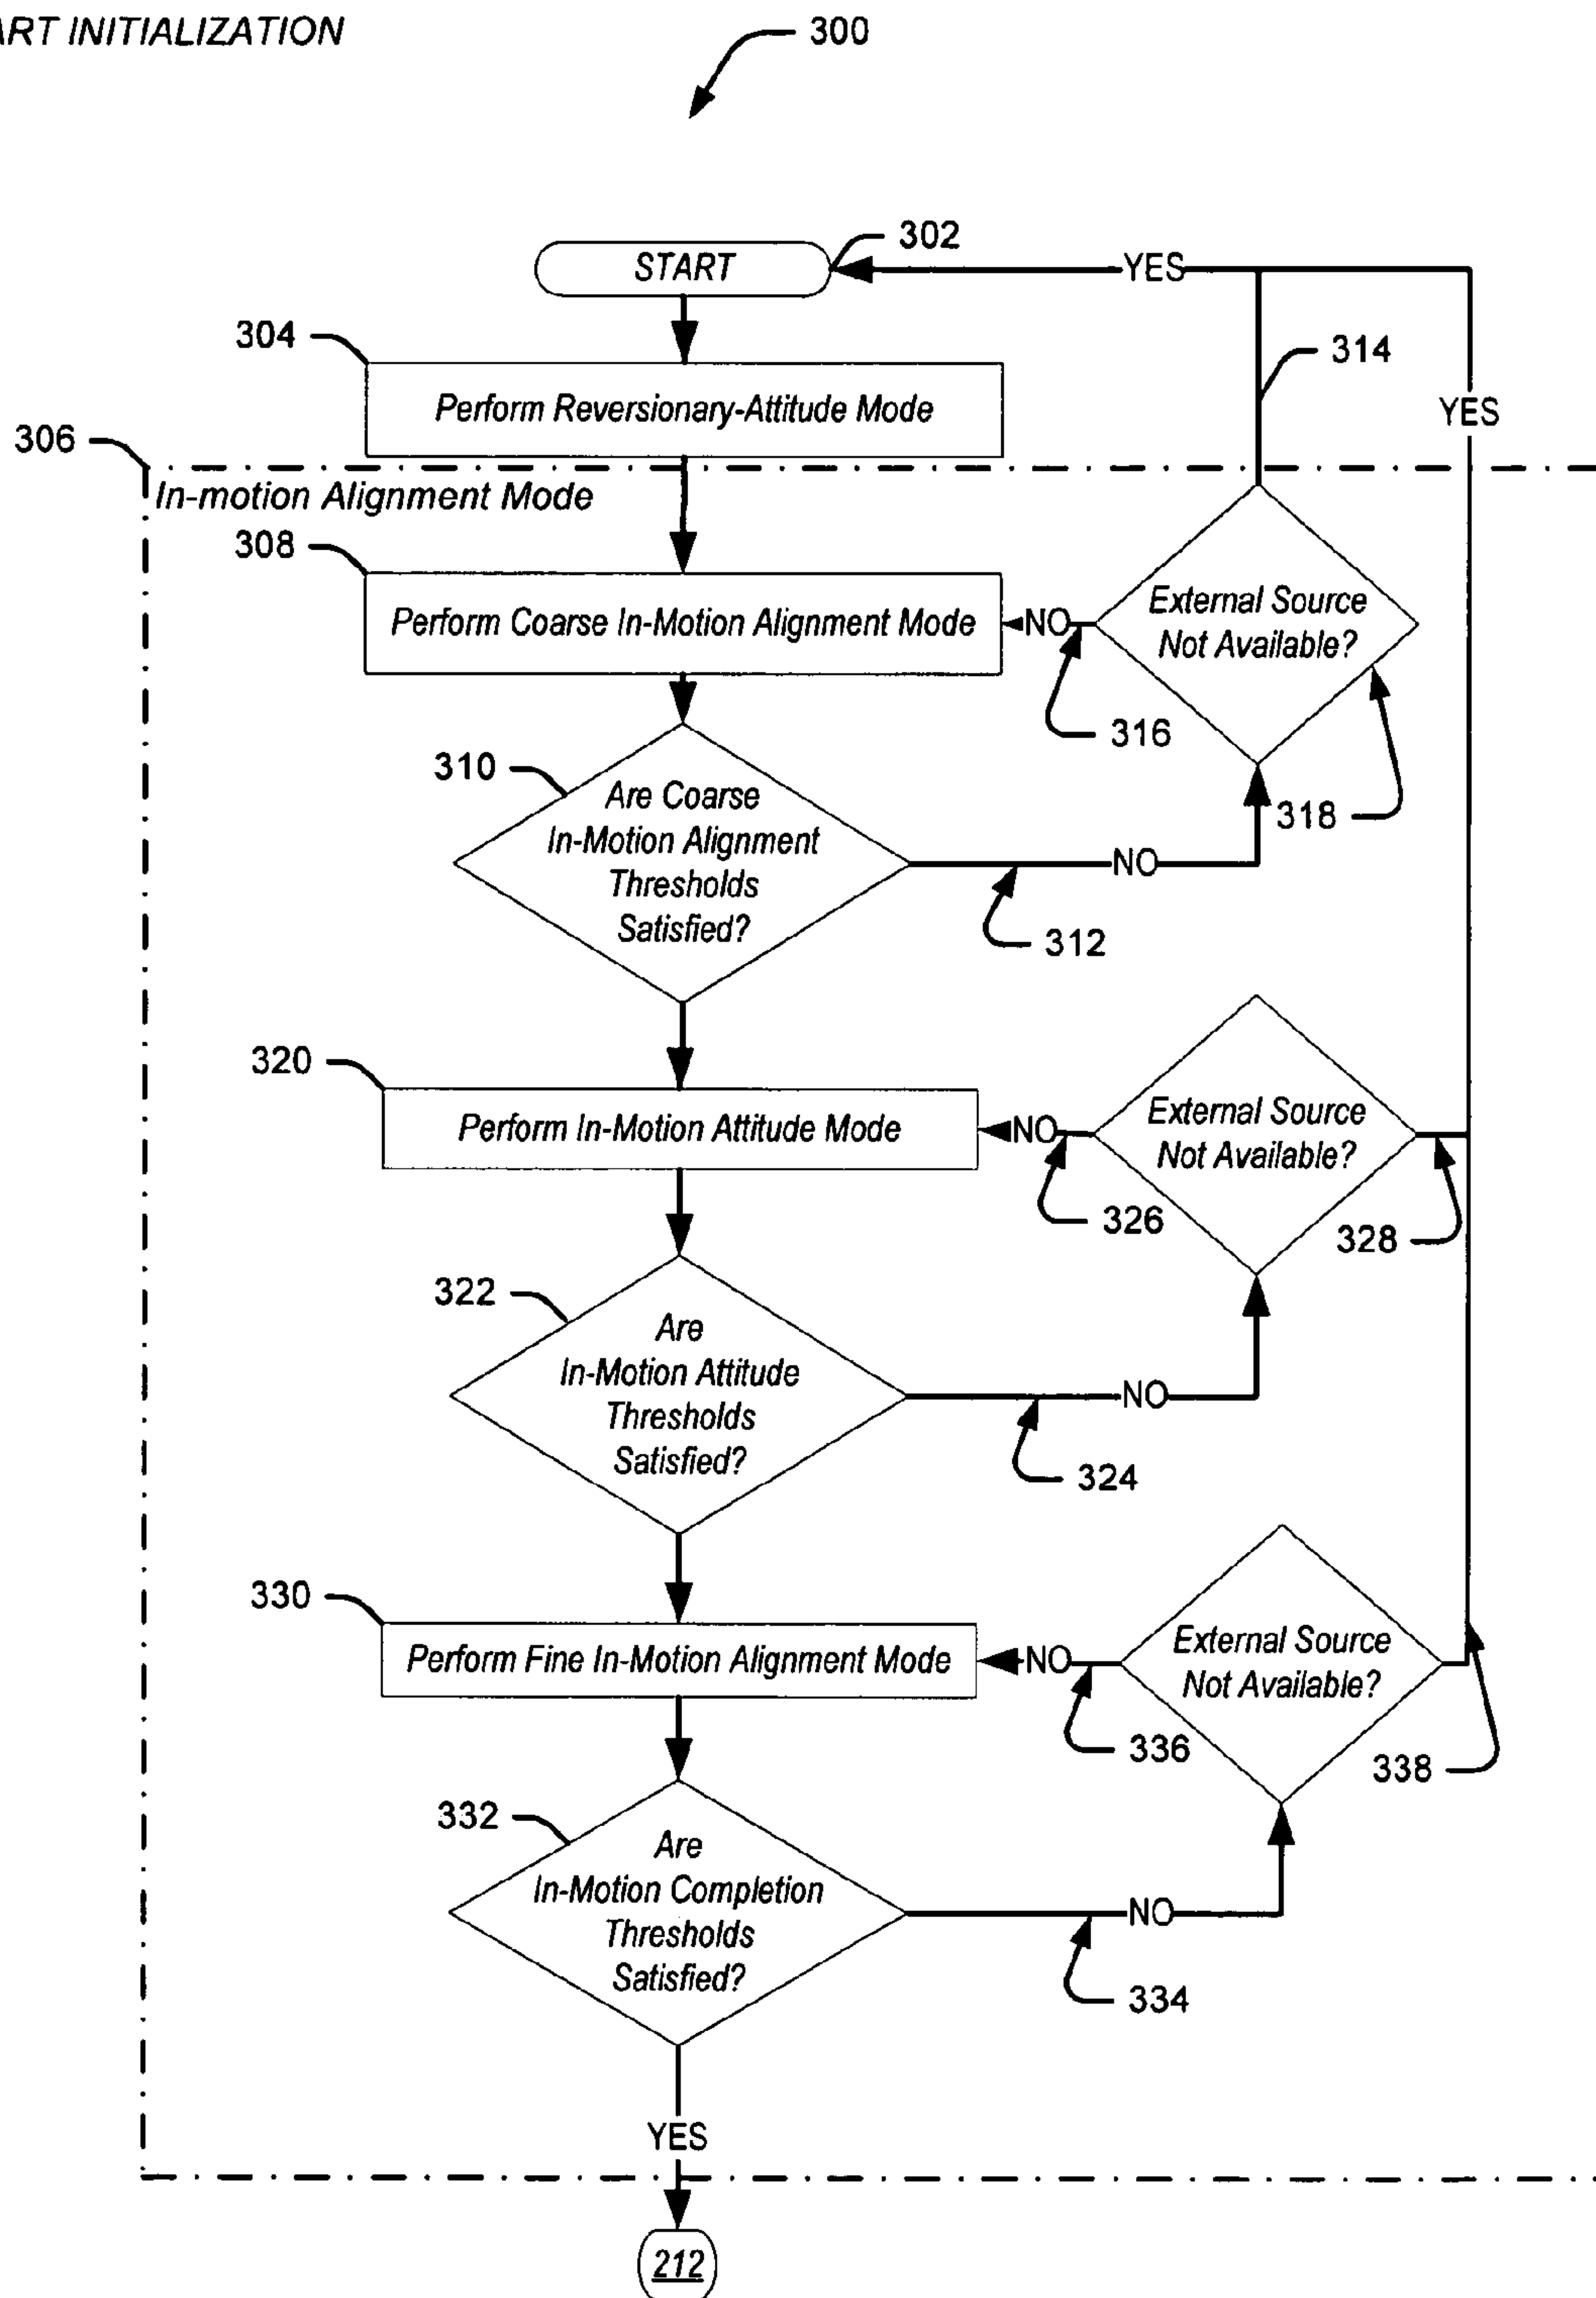 ART INITIALIZATION
300
302
START
YES
304
314
Perform Reversionary-Attitude Mode
YES
306
In-motion Alignment Mode
308
External Source
Not Available?
Perform Coarse In-Motion Alignment Mode
NO
316
310
318
Are Coarse
In-Motion Alignment
Thresholds
Satisfied?
NO
312
320
External Source
Not Available?
Perform In-Motion Attitude Mode
NO
326
328
322
Are
In-Motion Attitude
Thresholds
Satisfied?
NO
324
330
External Source
Not Available?
Perform Fine In-Motion Alignment Mode
NO
336
338
332
Are
In-Motion Completion
Thresholds
Satisfied?
NO
334
YES
212